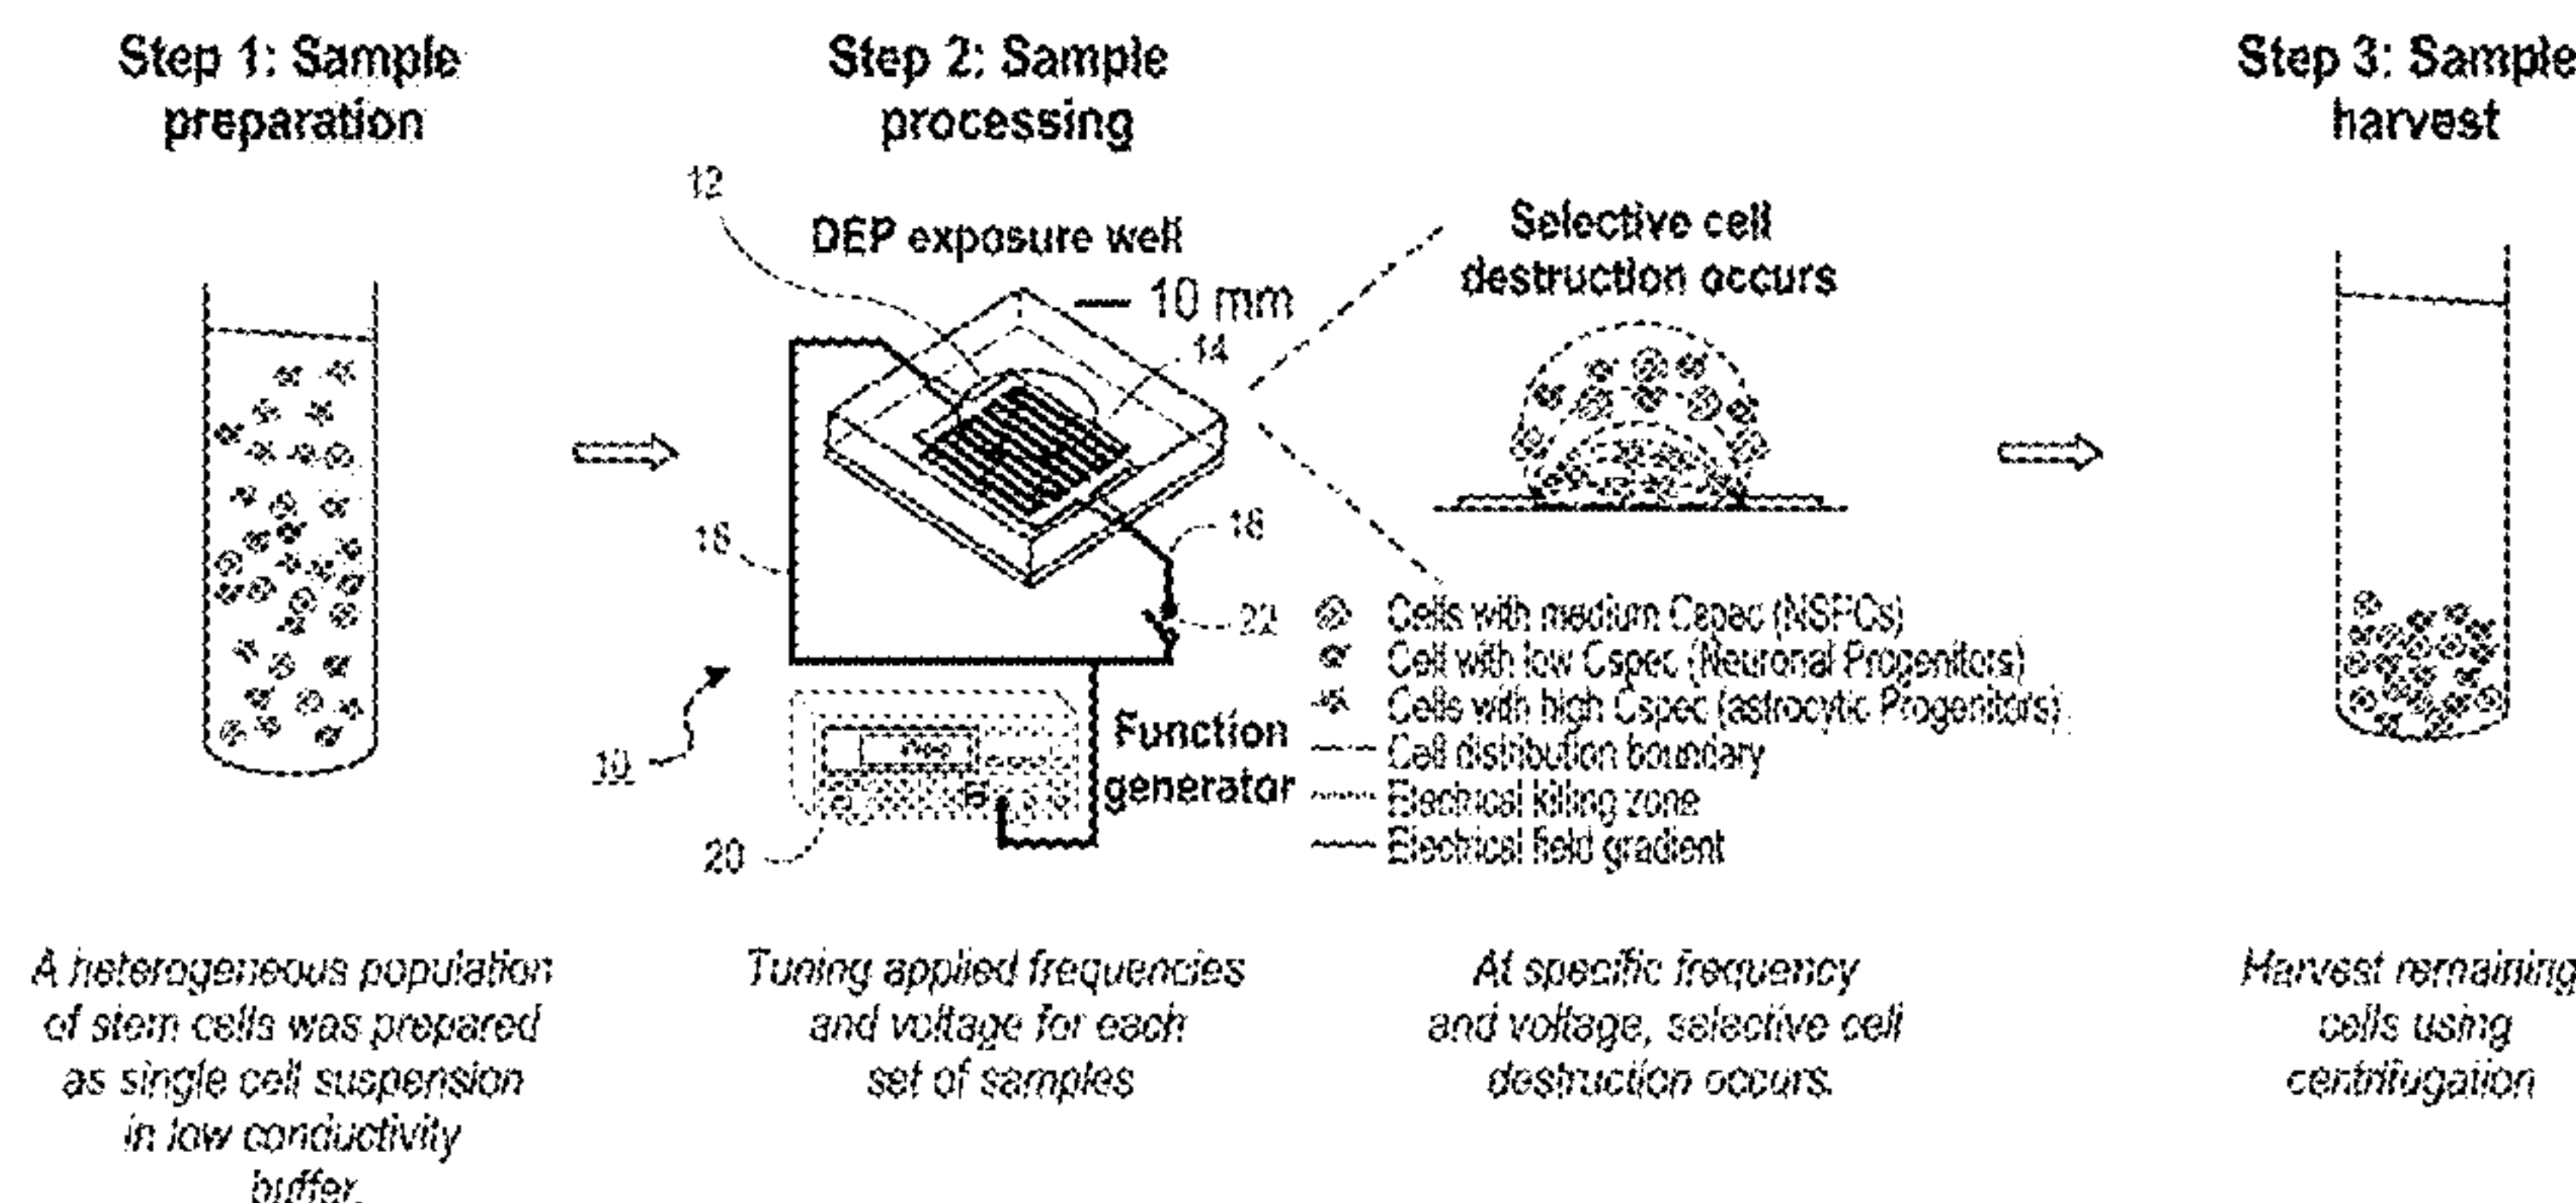 Step 1: Sample
preparation
Step 2: Sample
processing
Step 3: Sample
harvest
12
DEP exposure well
10 mm
14
16
18
22
10
20
Function
generator
Selective cell
destruction occurs
Cells with medium Cspec (NSPCs)
Cell with low Cspec (Neuronal Progenitors)
Cells with high Cspec (astrocytic Progenitors)
Cell distribution boundary
Electrical killing zone
Electrical field gradient
A heterogeneous population
of stem cells was prepared
as single cell suspension
in low conductivity
buffer.
Tuning applied frequencies
and voltage for each
set of samples
At specific frequency
and voltage, selective cell
destruction occurs.
Harvest remaining
cells using
centrifugation